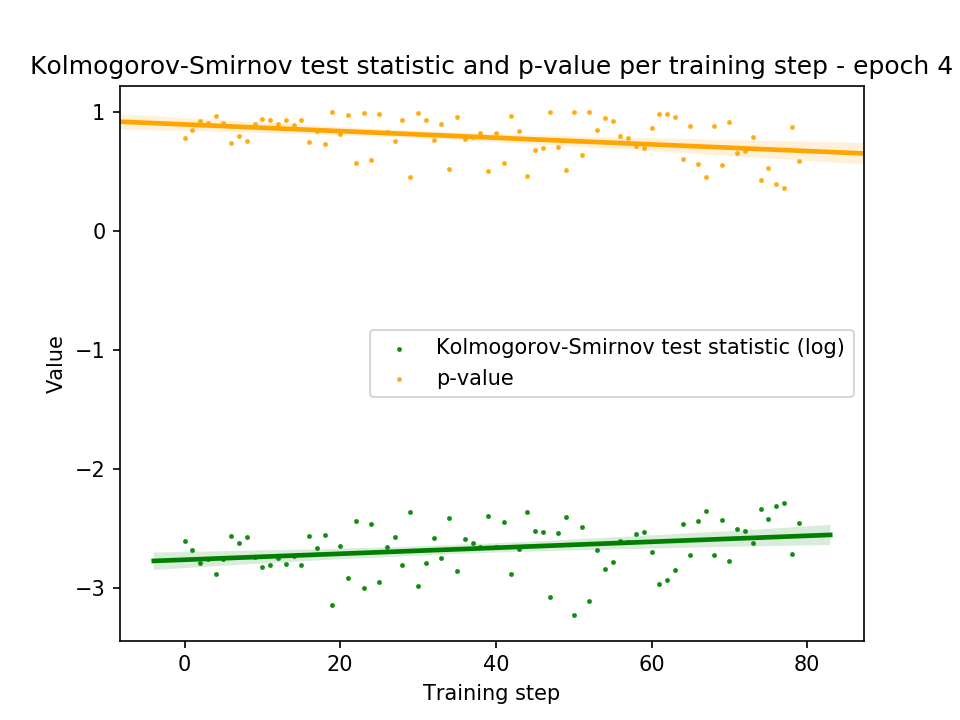 Kolmogorov-Smirnov test statistic and p-value per training step - epoch 4
1
0
−1
−2
−3
Value
Kolmogorov-Smirnov test statistic (log)
p-value
0 20 40 60 80
Training step